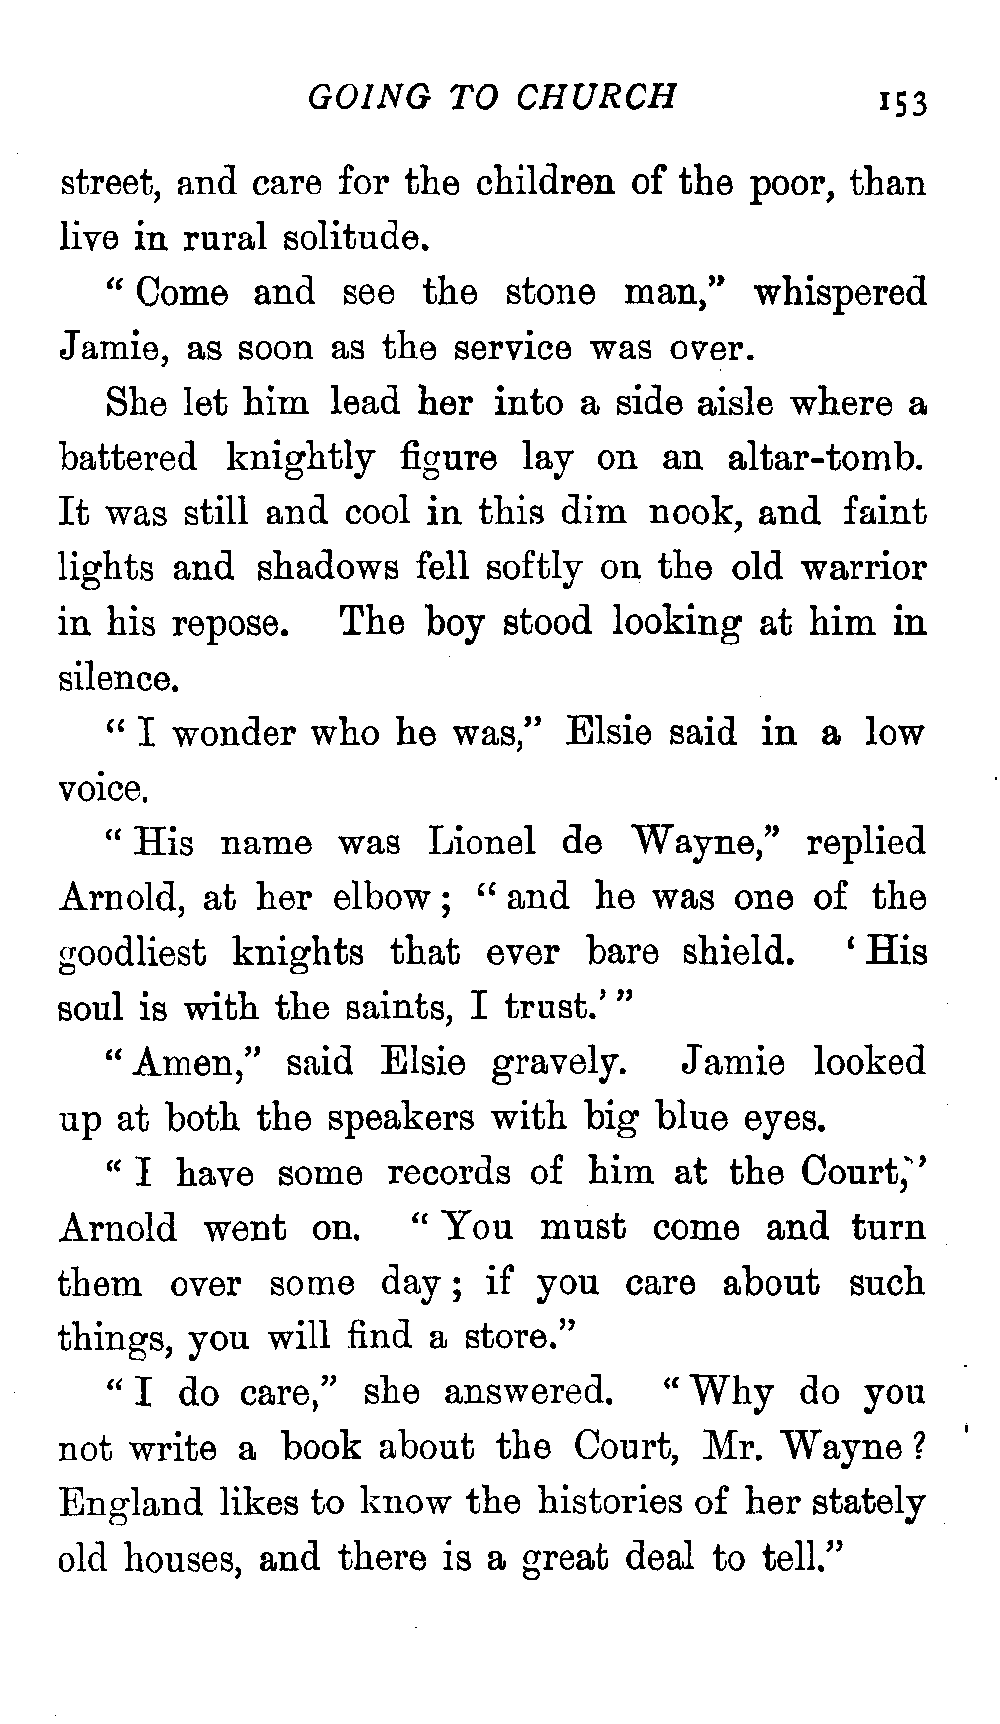 GOING TO CHURCH 153
street, and care for the children of the poor, than
live in rural solitude.
“ Come and see the stone man,” whispered
Jamie, as soon as the service was over.
She let him lead her into a side aisle where a
battered knightly figure lay on an altar-tomb.
It was still and cool in this dim nook, and faint
lights and shadows fell softly on the old warrior
in his repose. The boy stood looking at him in
silence.
“ I wonder who he was,” Elsie said in a low
voice.
“ His name was Lionel de Wayne,” replied
Arnold, at her elbow ; “ and he was one of the
goodliest knights that ever bare shield. ‘ His
soul is with the saints, I trust.’ ”
“ Amen,” said Elsie gravely. Jamie looked
up at both the speakers with big blue eyes.
“ I have some records of him at the Court,”
Arnold went on. “ You must come and turn
them over some day ; if you care about such
things, you will find a store.”
“ I do care,” she answered. “ Why do you
not write a book about the Court, Mr. Wayne ?
England likes to know the histories of her stately
old houses, and there is a great deal to tell.”